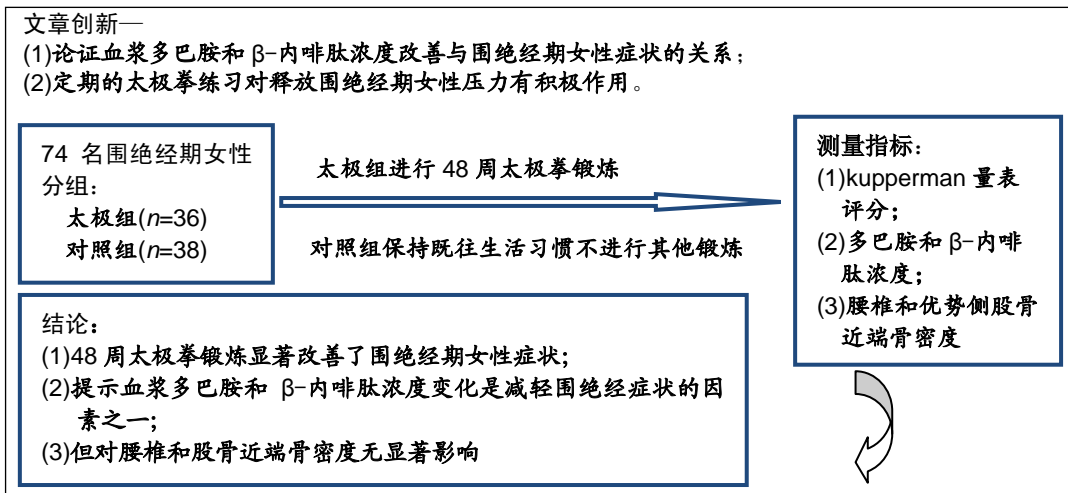 文章创新—
(1)论证血浆多巴胺和 β-内啡肽浓度改善与围绝经期女性症状的关系；
(2)定期的太极拳练习对释放围绝经期女性压力有积极作用。
74 名围绝经期女性
分组：
太极组(n=36)
对照组(n=38)
太极组进行 48 周太极拳锻炼
对照组保持既往生活习惯不进行其他锻炼
测量指标：
(1)kupperman 量表
评分；
(2)多巴胺和 β-内啡
肽浓度；
(3)腰椎和优势侧股骨
近端骨密度
结论：
(1)48 周太极拳锻炼显著改善了围绝经期女性症状；
(2)提示血浆多巴胺和 β-内啡肽浓度变化是减轻围绝经症状的因
素之一；
(3)但对腰椎和股骨近端骨密度无显著影响